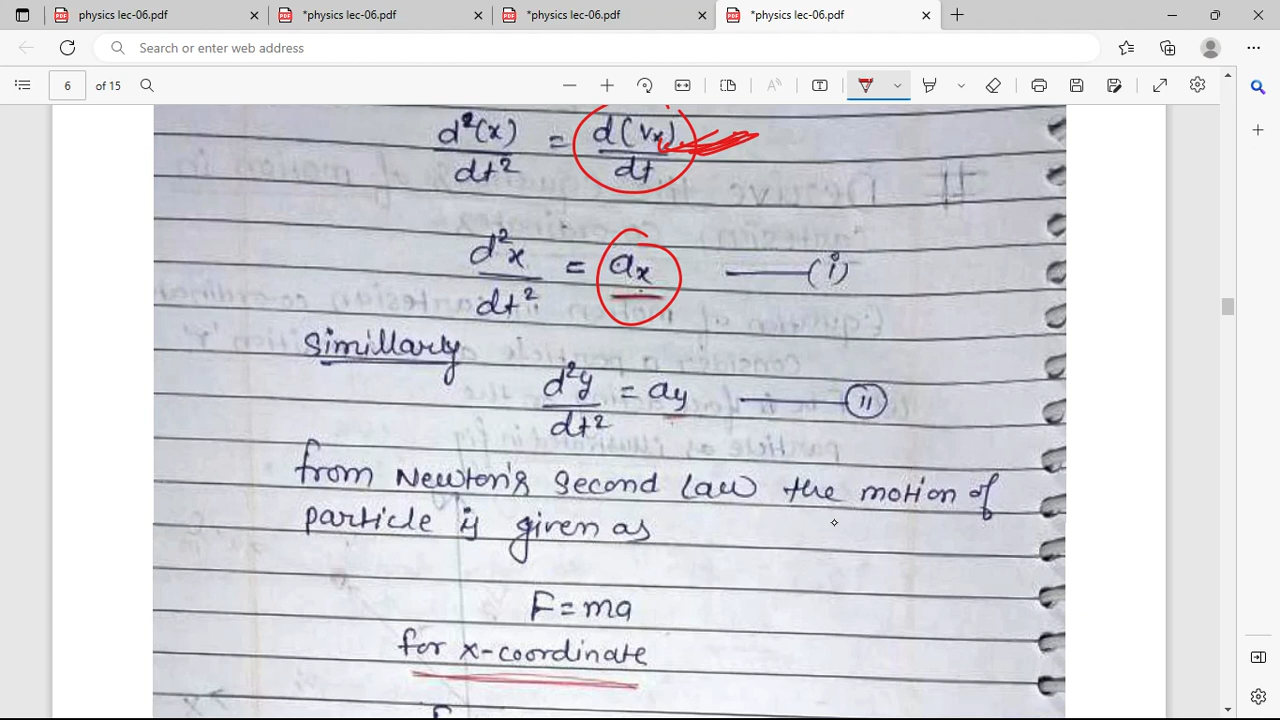 physics lec-06.pdf
*physics lec-06.pdf
*physics lec-06.pdf
*physics lec-06.pdf
Search or enter web address
6 of 15
d²(x)/dt² = d(Vx)/dt
d²x/dt² = ax —— (i)
Simillarly
d²y/dt² = ay —— (II)
from Newton's Second Law the motion of
particle is given as
F = ma
for x-coordinate